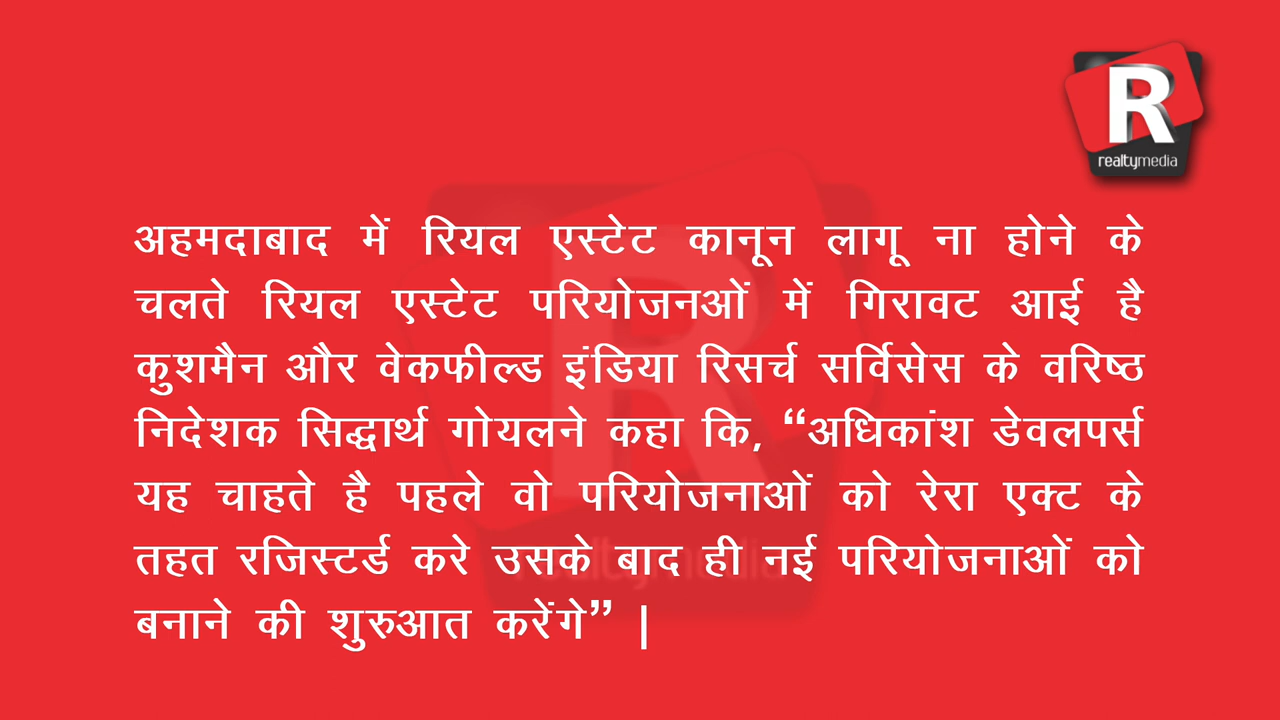 R
realtymedia
अहमदाबाद में रियल एस्टेट कानून लागू ना होने के
चलते रियल एस्टेट परियोजनओं में गिरावट आई है
कुशमैन और वेकफील्ड इंडिया रिसर्च सर्विसेस के वरिष्ठ
निदेशक सिद्धार्थ गोयलने कहा कि, “अधिकांश डेवलपर्स
यह चाहते है पहले वो परियोजनाओं को रेरा एक्ट के
तहत रजिस्टर्ड करे उसके बाद ही नई परियोजनाओं को
बनाने की शुरुआत करेंगे” |